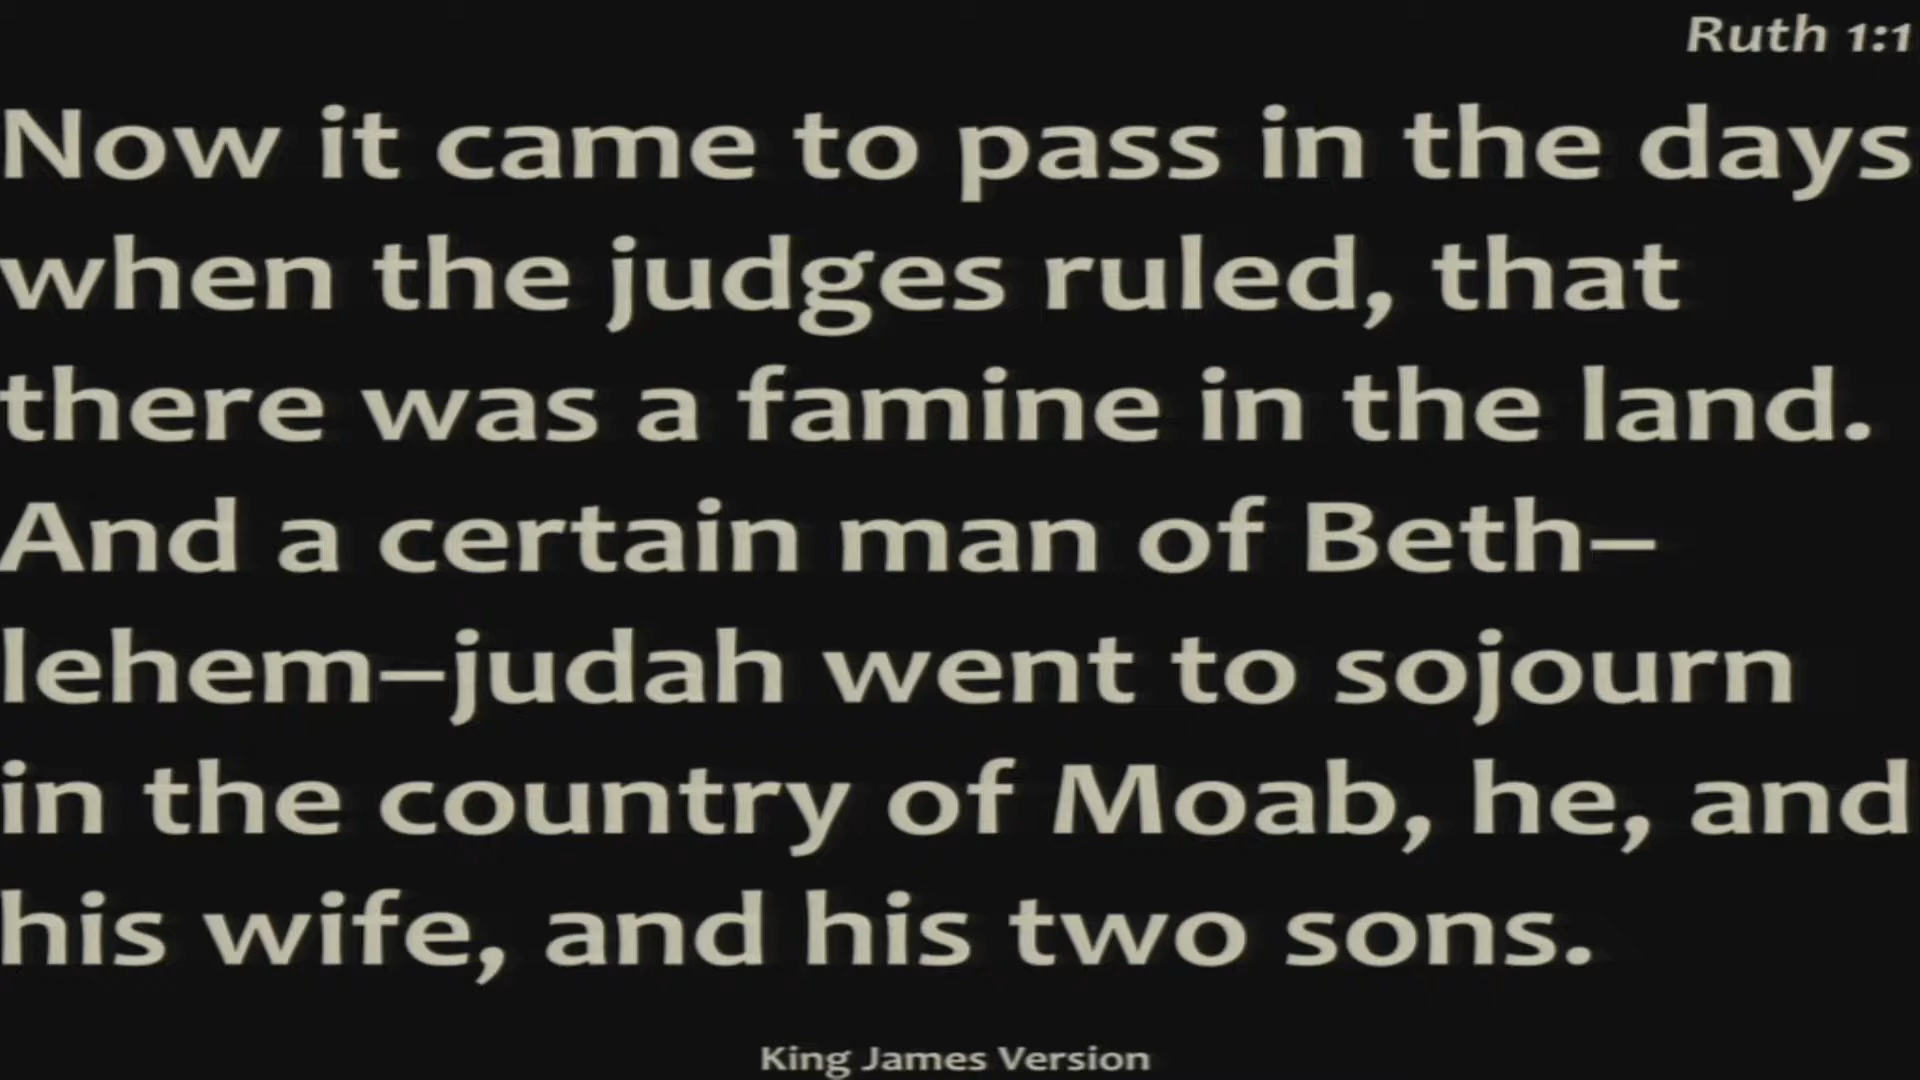 Ruth 1:1
Now it came to pass in the days
when the judges ruled, that
there was a famine in the land.
And a certain man of Beth–
lehem–judah went to sojourn
in the country of Moab, he, and
his wife, and his two sons.
King James Version